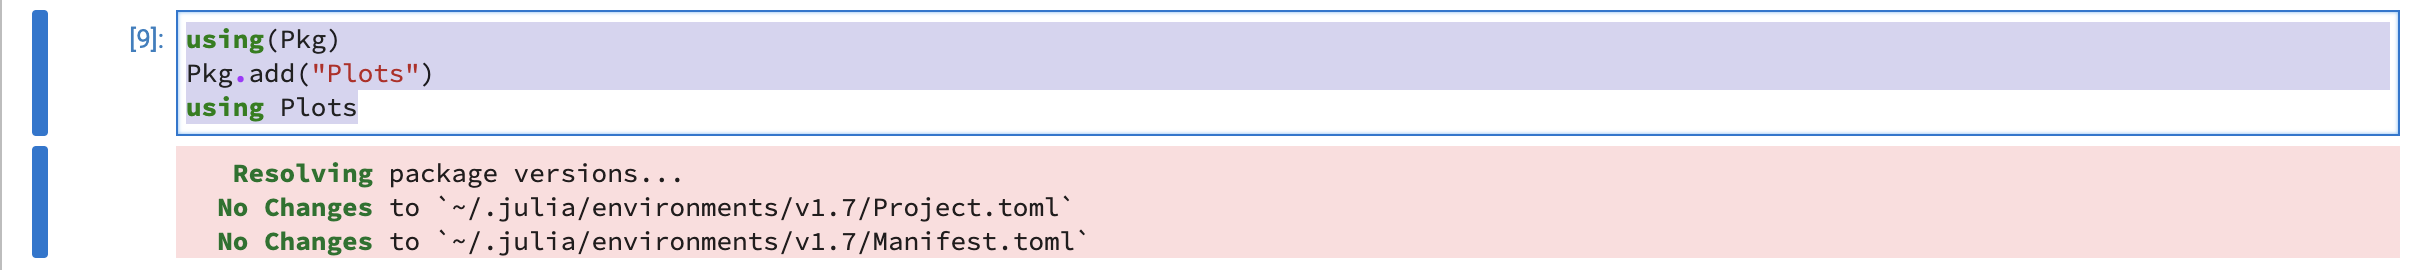 [9]:
using(Pkg)
Pkg.add("Plots")
using Plots
Resolving package versions...
No Changes to `~/.julia/environments/v1.7/Project.toml`
No Changes to `~/.julia/environments/v1.7/Manifest.toml`